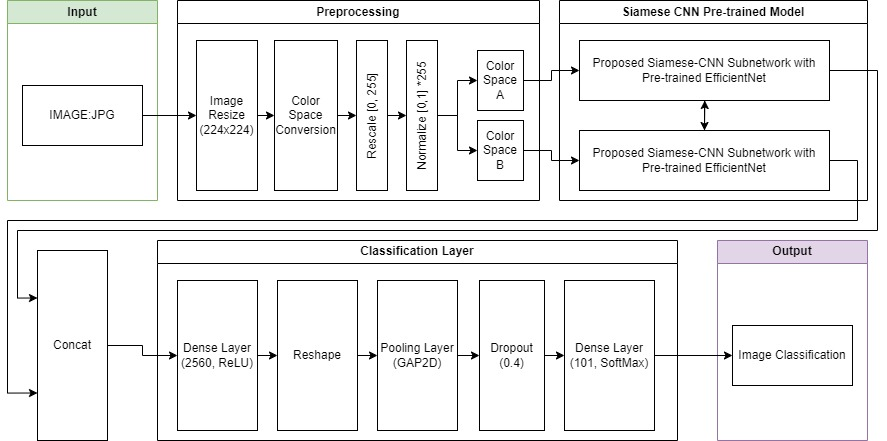 Input
Preprocessing
Siamese CNN Pre-trained Model
IMAGE:JPG
Image
Resize
(224x224)
Color
Space
Conversion
Rescale [0, 255]
Normalize [0,1] *255
Color
Space
A
Color
Space
B
Proposed Siamese-CNN Subnetwork with
Pre-trained EfficientNet
Proposed Siamese-CNN Subnetwork with
Pre-trained EfficientNet
Concat
Classification Layer
Dense Layer
(2560, ReLU)
Reshape
Pooling Layer
(GAP2D)
Dropout
(0.4)
Dense Layer
(101, SoftMax)
Output
Image Classification